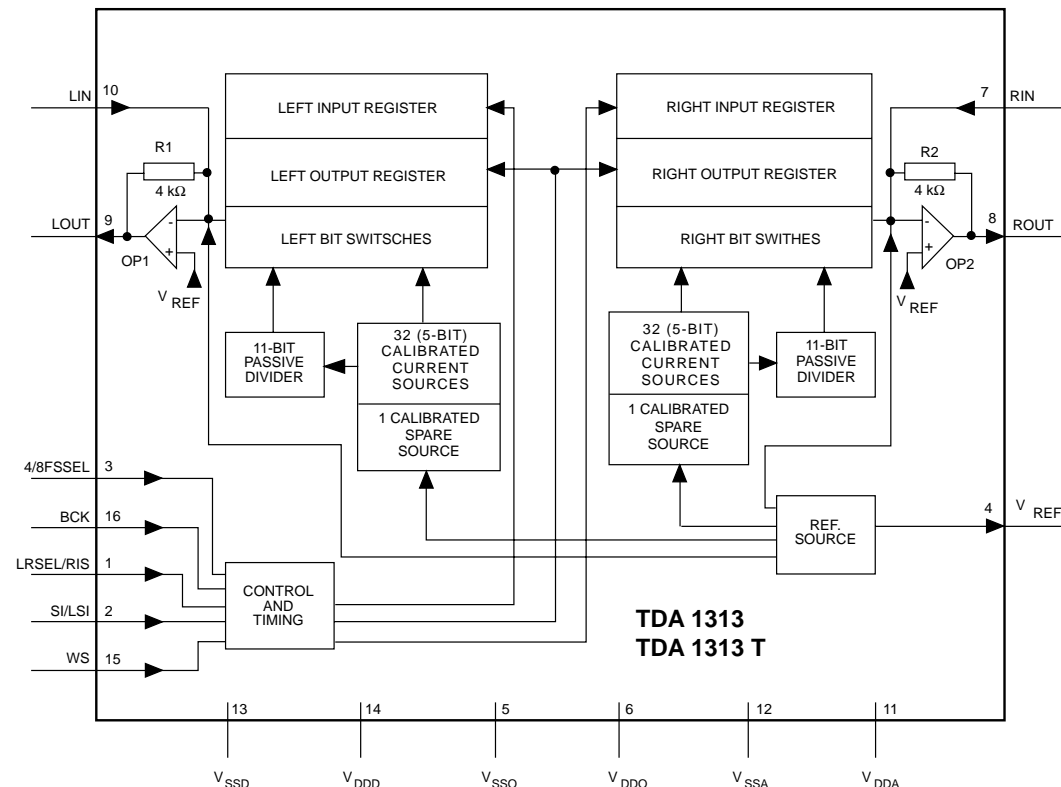 LIN
10
LEFT INPUT REGISTER
RIGHT INPUT REGISTER
7
RIN
R1
4 kΩ
LEFT OUTPUT REGISTER
RIGHT OUTPUT REGISTER
R2
4 kΩ
LOUT
9
-
+
OP1
V REF
LEFT BIT SWITSCHES
RIGHT BIT SWITHES
-
+
OP2
V REF
8
ROUT
11-BIT
PASSIVE
DIVIDER
32 (5-BIT)
CALIBRATED
CURRENT
SOURCES
1 CALIBRATED
SPARE
SOURCE
32 (5-BIT)
CALIBRATED
CURRENT
SOURCES
1 CALIBRATED
SPARE
SOURCE
11-BIT
PASSIVE
DIVIDER
4/8FSSEL
3
BCK
16
LRSEL/RIS
1
SI/LSI
2
WS
15
CONTROL
AND
TIMING
REF.
SOURCE
4
V REF
TDA 1313
TDA 1313 T
13
14
5
6
12
11
V SSD
V DDD
V SSO
V DDO
V SSA
V DDA